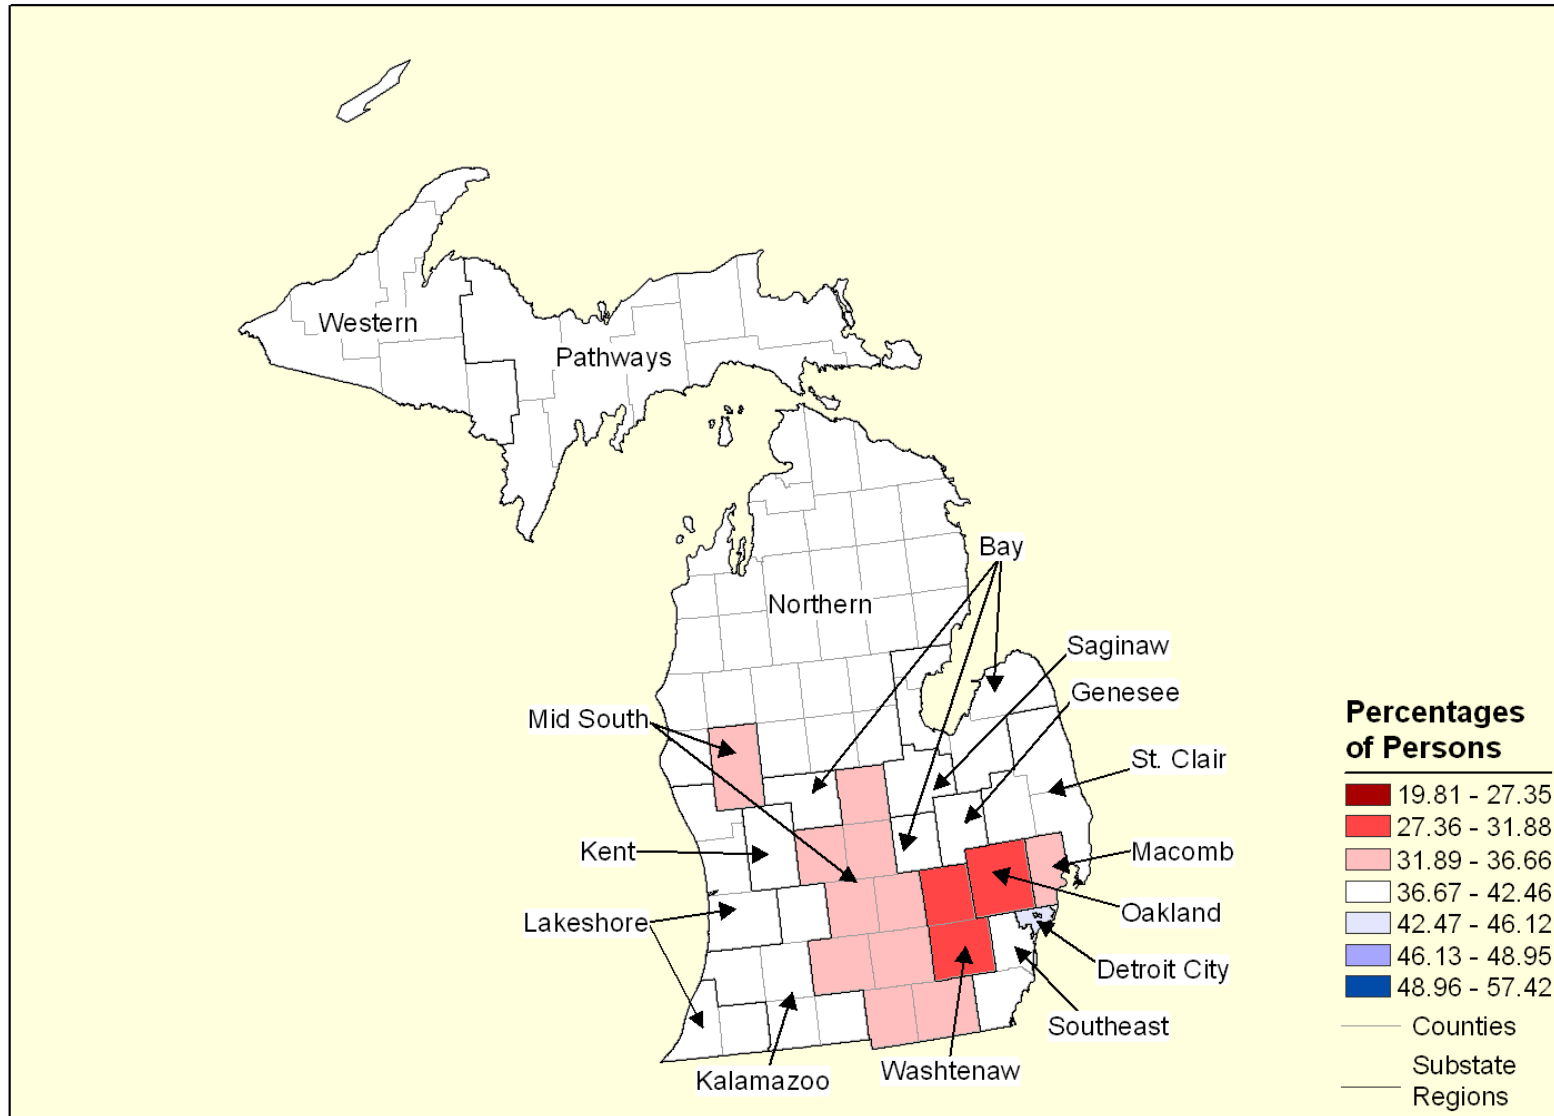 Western
Pathways
Bay
Northern
Saginaw
Genesee
Mid South
St. Clair
Kent
Macomb
Lakeshore
Oakland
Detroit City
Southeast
Kalamazoo
Washtenaw
Percentages
of Persons
19.81 - 27.35
27.36 - 31.88
31.89 - 36.66
36.67 - 42.46
42.47 - 46.12
46.13 - 48.95
48.96 - 57.42
Counties
Substate
Regions